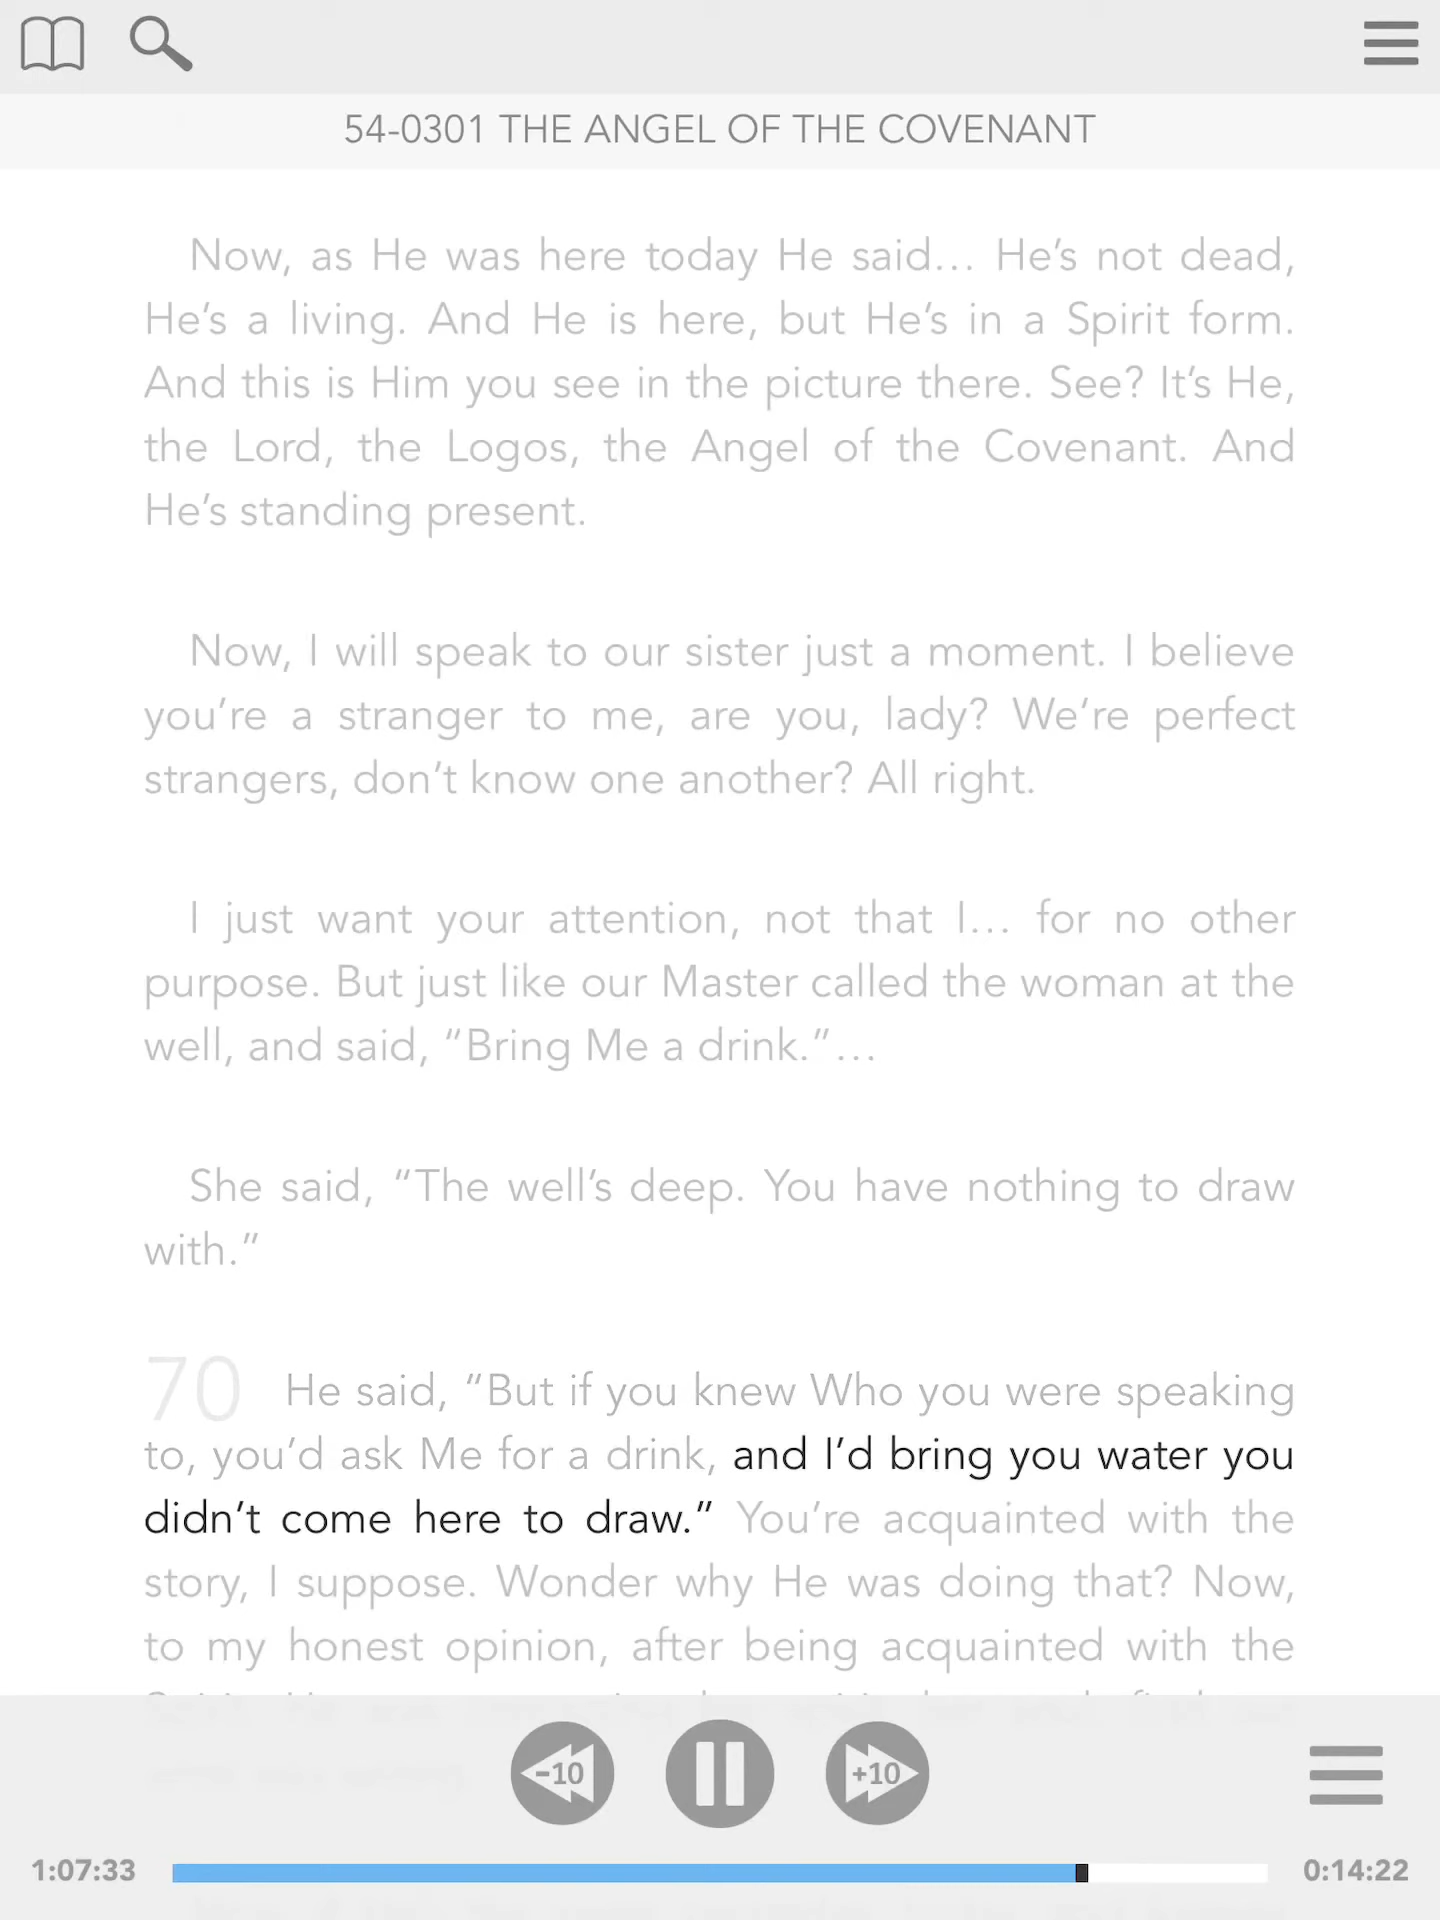 54-0301 THE ANGEL OF THE COVENANT
Now, as He was here today He said... He’s not dead,
He’s a living. And He is here, but He’s in a Spirit form.
And this is Him you see in the picture there. See? It’s He,
the Lord, the Logos, the Angel of the Covenant. And
He’s standing present.
Now, I will speak to our sister just a moment. I believe
you’re a stranger to me, are you, lady? We’re perfect
strangers, don’t know one another? All right.
I just want your attention, not that I... for no other
purpose. But just like our Master called the woman at the
well, and said, “Bring Me a drink.”...
She said, “The well’s deep. You have nothing to draw
with.”
70 He said, “But if you knew Who you were speaking
to, you’d ask Me for a drink, and I’d bring you water you
didn’t come here to draw.” You’re acquainted with the
story, I suppose. Wonder why He was doing that? Now,
to my honest opinion, after being acquainted with the
-10 +10
1:07:33 0:14:22